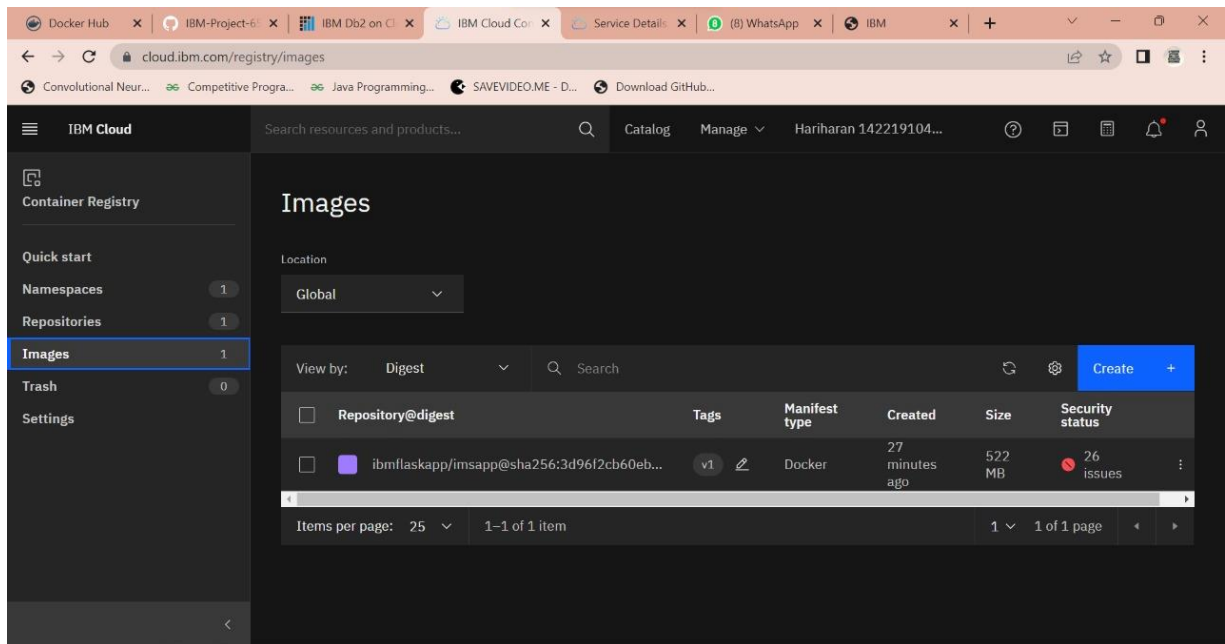 Docker Hub
IBM-Project-6
IBM Db2 on Cl
IBM Cloud Con
Service Details
(8) WhatsApp
IBM
cloud.ibm.com/registry/images
Convolutional Neur...
Competitive Progra...
Java Programming...
SAVEVIDEO.ME - D...
Download GitHub...
IBM Cloud
Search resources and products...
Catalog
Manage
Hariharan 142219104...
Container Registry
Quick start
Namespaces 1
Repositories 1
Images 1
Trash 0
Settings
Images
Location
Global
View by: Digest
Search
Create +
Repository@digest
Tags
Manifest
type
Created
Size
Security
status
ibmflaskapp/imsapp@sha256:3d96f2cb60eb...
v1
Docker
27
minutes
ago
522
MB
26
issues
Items per page: 25
1–1 of 1 item
1
1 of 1 page